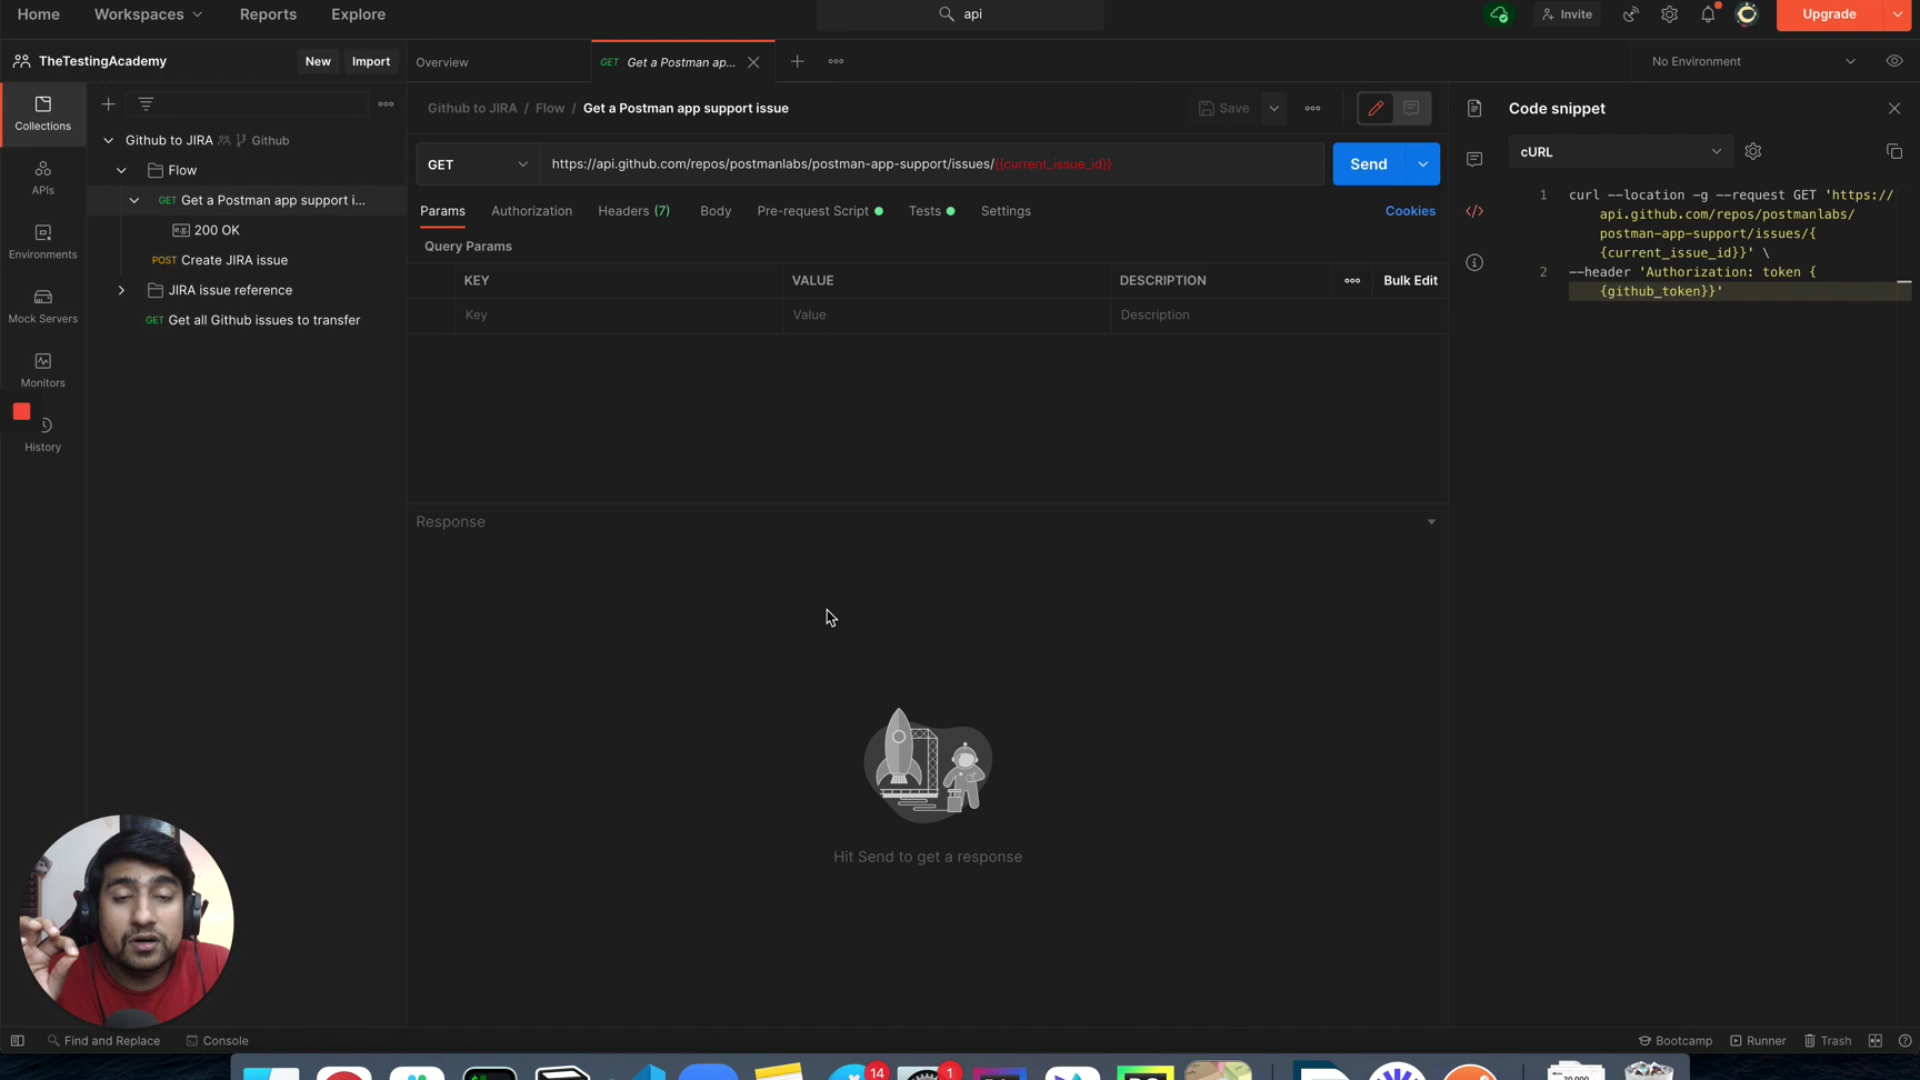 Home
Workspaces
Reports
Explore
api
Invite
Upgrade
TheTestingAcademy
New
Import
Overview
GET Get a Postman ap...
No Environment
Collections
APIs
Environments
Mock Servers
Monitors
History
Github to JIRA Github
Flow
GET Get a Postman app support i...
e.g. 200 OK
POST Create JIRA issue
JIRA issue reference
GET Get all Github issues to transfer
Github to JIRA / Flow / Get a Postman app support issue
Save
GET
https://api.github.com/repos/postmanlabs/postman-app-support/issues/{{current_issue_id}}
Send
Params
Authorization
Headers (7)
Body
Pre-request Script
Tests
Settings
Cookies
Query Params
KEY
VALUE
DESCRIPTION
Bulk Edit
Key
Value
Description
Response
Hit Send to get a response
Code snippet
cURL
1 curl --location -g --request GET 'https://
api.github.com/repos/postmanlabs/
postman-app-support/issues/{
{current_issue_id}}' \
2 --header 'Authorization: token {
{github_token}}'
Find and Replace
Console
Bootcamp
Runner
Trash
14
1